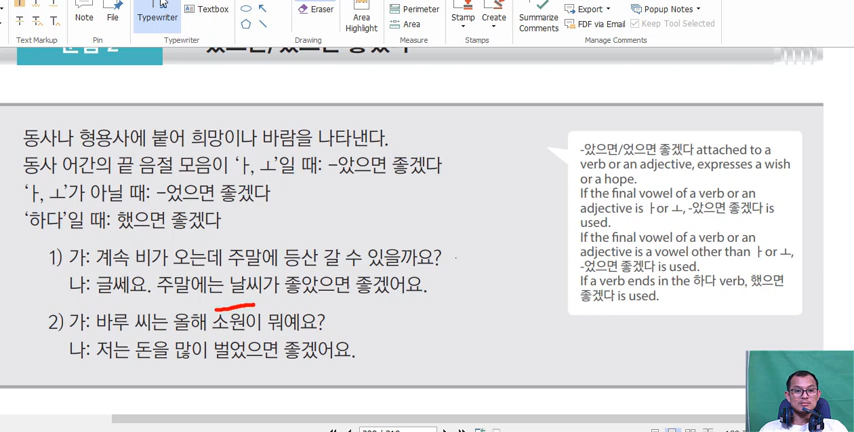 Note
File
Typewriter
Textbox
Eraser
Area
Highlight
Perimeter
Area
Stamp
Create
Summarize
Comments
Export
FDF via Email
Popup Notes
Keep Tool Selected
Text Markup
Pin
Typewriter
Drawing
Measure
Stamps
Manage Comments
동사나 형용사에 붙어 희망이나 바람을 나타낸다.
동사 어간의 끝 음절 모음이 ‘ㅏ, ㅗ’일 때: -았으면 좋겠다
‘ㅏ, ㅗ’가 아닐 때: -었으면 좋겠다
‘하다’일 때: 했으면 좋겠다
1) 가: 계속 비가 오는데 주말에 등산 갈 수 있을까요?
나: 글쎄요. 주말에는 날씨가 좋았으면 좋겠어요.
2) 가: 바루 씨는 올해 소원이 뭐예요?
나: 저는 돈을 많이 벌었으면 좋겠어요.
-았으면/었으면 좋겠다 attached to a
verb or an adjective, expresses a wish
or a hope.
If the final vowel of a verb or an
adjective is ㅏor ㅗ, -았으면 좋겠다 is
used.
If the final vowel of a verb or an
adjective is a vowel other than ㅏor ㅗ,
-었으면 좋겠다 is used.
If a verb ends in the 하다 verb, 했으면
좋겠다 is used.